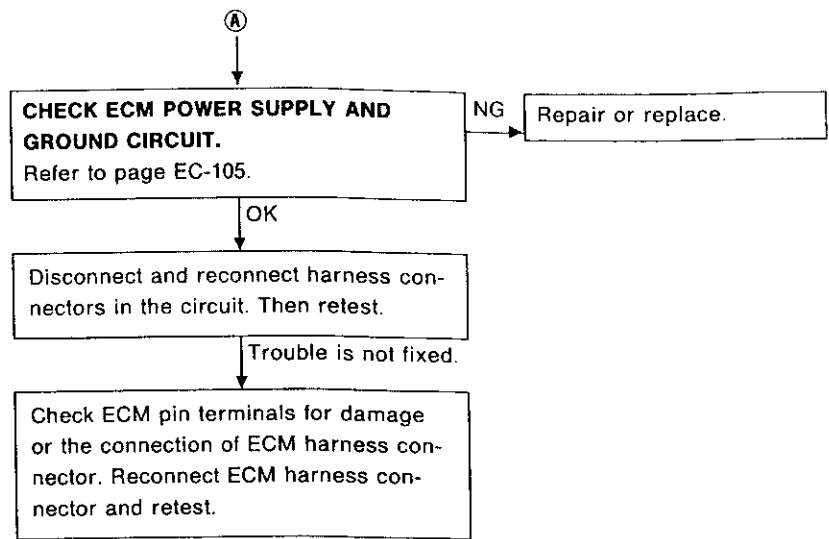 Ⓐ
CHECK ECM POWER SUPPLY AND
GROUND CIRCUIT.
Refer to page EC-105.
NG
Repair or replace.
OK
Disconnect and reconnect harness con-
nectors in the circuit. Then retest.
Trouble is not fixed.
Check ECM pin terminals for damage
or the connection of ECM harness con-
nector. Reconnect ECM harness con-
nector and retest.